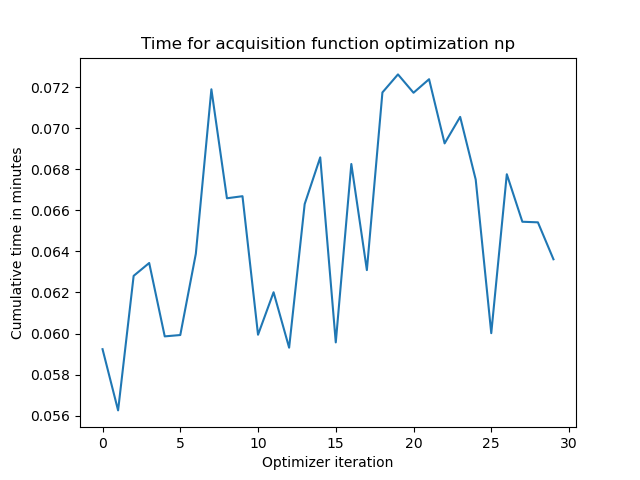 Time for acquisition function optimization np
Cumulative time in minutes
0.072
0.070
0.068
0.066
0.064
0.062
0.060
0.058
0.056
0 5 10 15 20 25 30
Optimizer iteration